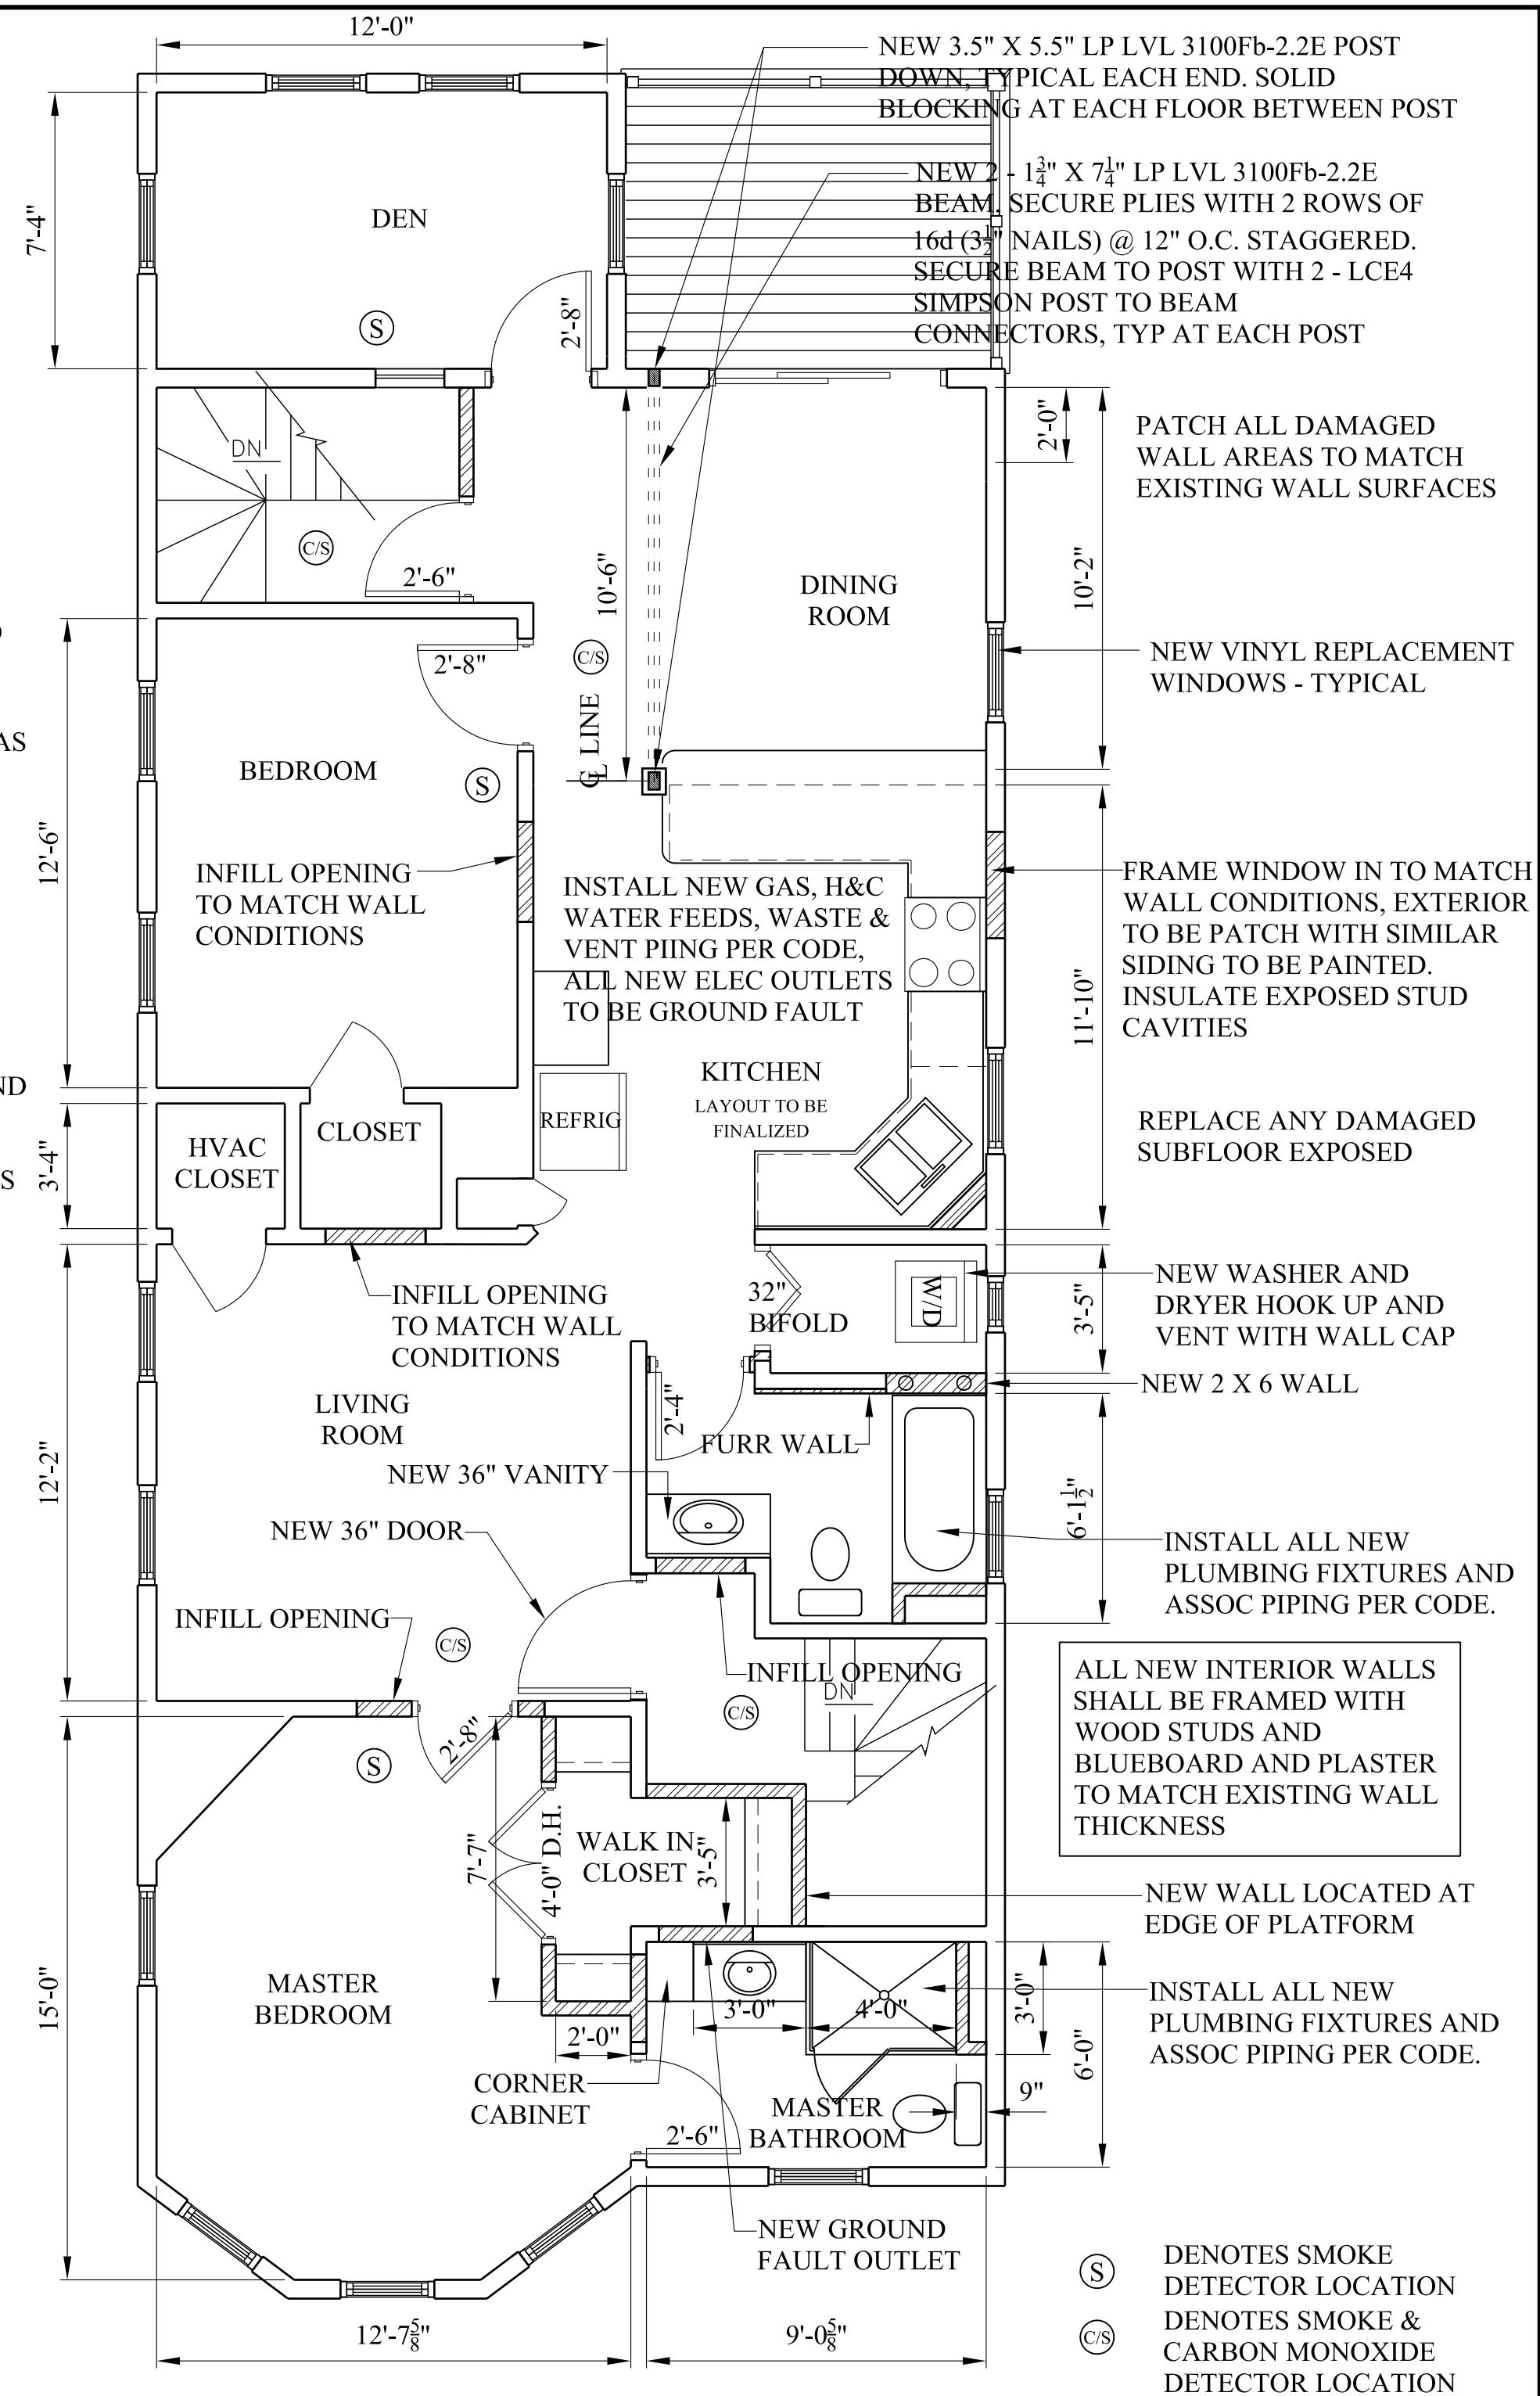 12'-0"
NEW 3.5" X 5.5" LP LVL 3100Fb-2.2E POST
DOWN, TYPICAL EACH END. SOLID
BLOCKING AT EACH FLOOR BETWEEN POST
NEW 2 - 1 3/4" X 7 1/4" LP LVL 3100Fb-2.2E
BEAM. SECURE PLIES WITH 2 ROWS OF
16d (3 1/2" NAILS) @ 12" O.C. STAGGERED.
SECURE BEAM TO POST WITH 2 - LCE4
SIMPSON POST TO BEAM
CONNECTORS, TYP AT EACH POST
7'-4"
DEN
S
2'-8"
DN
C/S
2'-6"
10'-6"
C/S
CL LINE
DINING
ROOM
2'-0"
10'-2"
PATCH ALL DAMAGED
WALL AREAS TO MATCH
EXISTING WALL SURFACES
NEW VINYL REPLACEMENT
WINDOWS - TYPICAL
AS
2'-8"
BEDROOM
S
12'-6"
INFILL OPENING
TO MATCH WALL
CONDITIONS
INSTALL NEW GAS, H&C
WATER FEEDS, WASTE &
VENT PIING PER CODE,
ALL NEW ELEC OUTLETS
TO BE GROUND FAULT
FRAME WINDOW IN TO MATCH
WALL CONDITIONS, EXTERIOR
TO BE PATCH WITH SIMILAR
SIDING TO BE PAINTED.
INSULATE EXPOSED STUD
CAVITIES
11'-10"
KITCHEN
LAYOUT TO BE
FINALIZED
REFRIG
ND
S
3'-4"
HVAC
CLOSET
CLOSET
REPLACE ANY DAMAGED
SUBFLOOR EXPOSED
INFILL OPENING
TO MATCH WALL
CONDITIONS
32"
BIFOLD
W/D
3'-5"
NEW WASHER AND
DRYER HOOK UP AND
VENT WITH WALL CAP
NEW 2 X 6 WALL
12'-2"
LIVING
ROOM
2'-4"
FURR WALL
NEW 36" VANITY
NEW 36" DOOR
6'-1 1/2"
INSTALL ALL NEW
PLUMBING FIXTURES AND
ASSOC PIPING PER CODE.
INFILL OPENING
C/S
INFILL OPENING
DN
C/S
ALL NEW INTERIOR WALLS
SHALL BE FRAMED WITH
WOOD STUDS AND
BLUEBOARD AND PLASTER
TO MATCH EXISTING WALL
THICKNESS
2'-8"
S
7'-7"
4'-0" D.H.
WALK IN
CLOSET
3'-5"
NEW WALL LOCATED AT
EDGE OF PLATFORM
15'-0"
MASTER
BEDROOM
2'-0"
3'-0"
4'-0"
3'-0"
6'-0"
INSTALL ALL NEW
PLUMBING FIXTURES AND
ASSOC PIPING PER CODE.
CORNER
CABINET
2'-6"
MASTER
BATHROOM
9"
NEW GROUND
FAULT OUTLET
12'-7 5/8"
9'-0 5/8"
S
DENOTES SMOKE
DETECTOR LOCATION
C/S
DENOTES SMOKE &
CARBON MONOXIDE
DETECTOR LOCATION